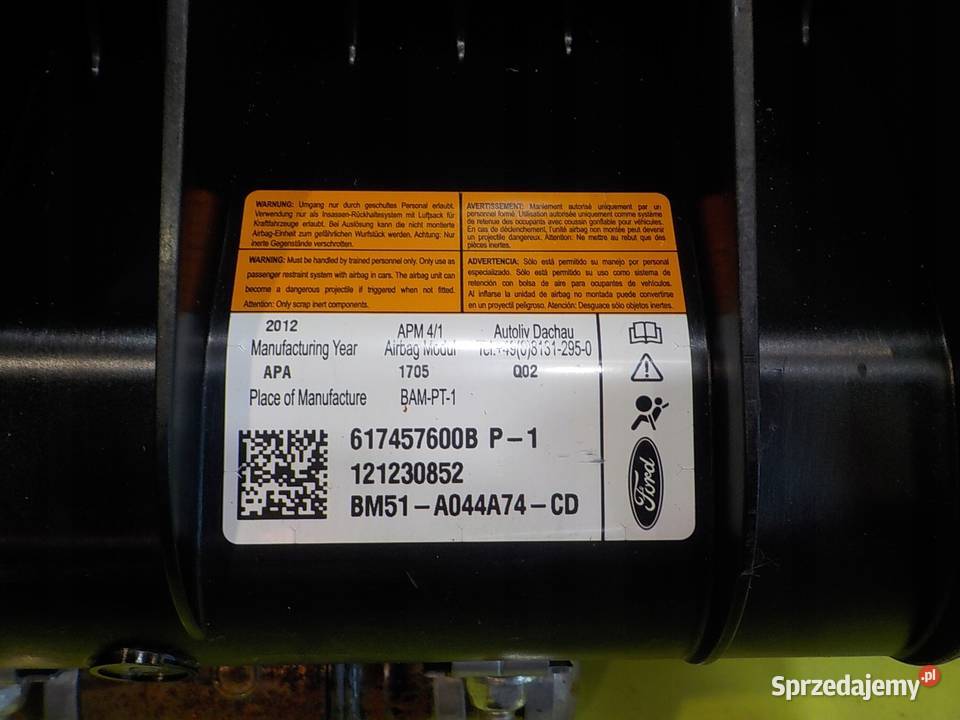 WARNUNG: Umgang nur durch geschultes Personal erlaubt.
Verwendung nur als Insassen-Rückhaltesystem mit Luftsack für
Kraftfahrzeuge erlaubt. Bei Auslösung kann die nicht montierte
Airbag-Einheit zum gefährlichen Wurfstück werden. Achtung: Nur
inerte Gegenstände verschrotten.
AVERTISSEMENT: Maniement autorisé uniquement par un
personnel formé. Utilisation autorisée uniquement comme système
de retenue des occupants avec coussin gonflable pour véhicules.
En cas de déclenchement, l'unité airbag non montée peut devenir
un projectile dangereux. Attention: Ne mettre au rebut que des
pièces inertes.
WARNING: Must be handled by trained personnel only. Only use as
passenger restraint system with airbag in cars. The airbag unit can
become a dangerous projectile if triggered when not fitted.
Attention: Only scrap inert components.
ADVERTENCIA: Sólo está permitido su manejo por personal
especializado. Sólo está permitido su uso como sistema de
retención con bolsa de aire para ocupantes de vehículos.
Al inflarse la unidad de airbag no montada puede convertirse
en un proyectil peligroso. Atención: Desguace sólo objetos inertes.
2012 APM 4/1 Autoliv Dachau
Manufacturing Year Airbag Modul Tel.+49(0)8131-295-0
APA 1705 Q02
Place of Manufacture BAM-PT-1
617457600B P-1
121230852
BM51-A044A74-CD
Ford
Sprzedajemy.pl